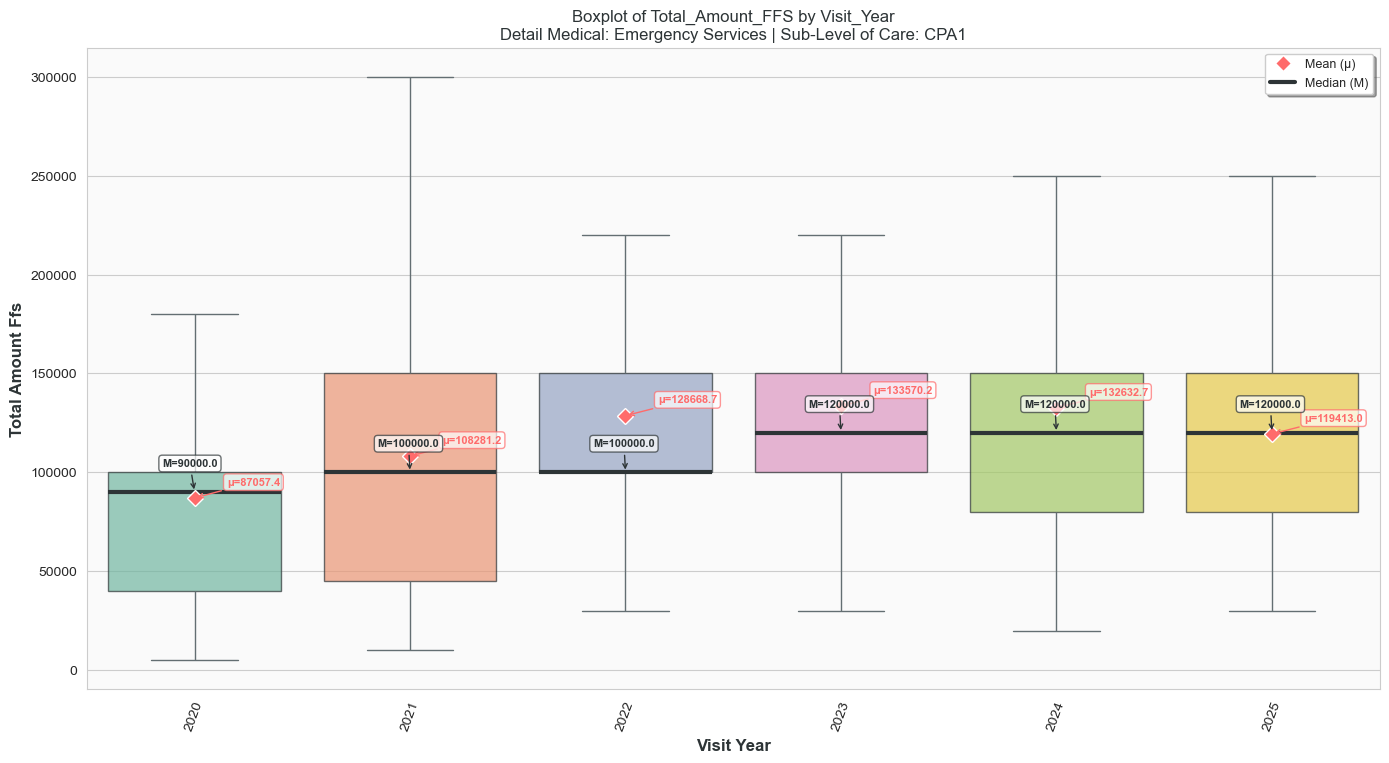 Boxplot of Total_Amount_FFS by Visit_Year
Detail Medical: Emergency Services | Sub-Level of Care: CPA1
Mean (μ)
Median (M)
Total Amount Ffs
300000
250000
200000
150000
100000
50000
0
M=90000.0
μ=87057.4
M=100000.0
μ=108281.2
μ=128668.7
M=100000.0
μ=133570.2
M=120000.0
μ=132632.7
M=120000.0
M=120000.0
μ=119413.0
2020
2021
2022
2023
2024
2025
Visit Year